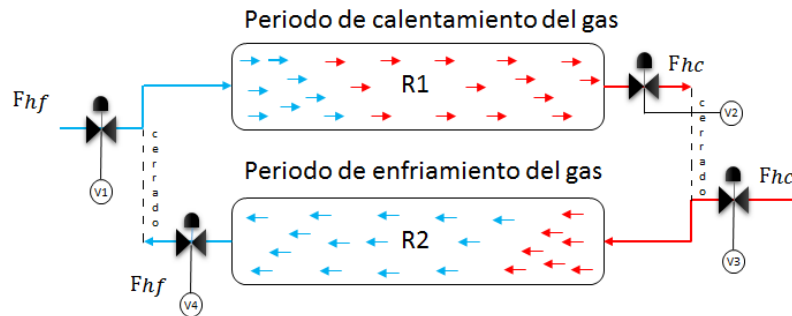 Periodo de calentamiento del gas
Fhf
R1
Fhc
V1
cerrado
V2
cerrado
Periodo de enfriamiento del gas
Fhc
R2
Fhf
V3
V4